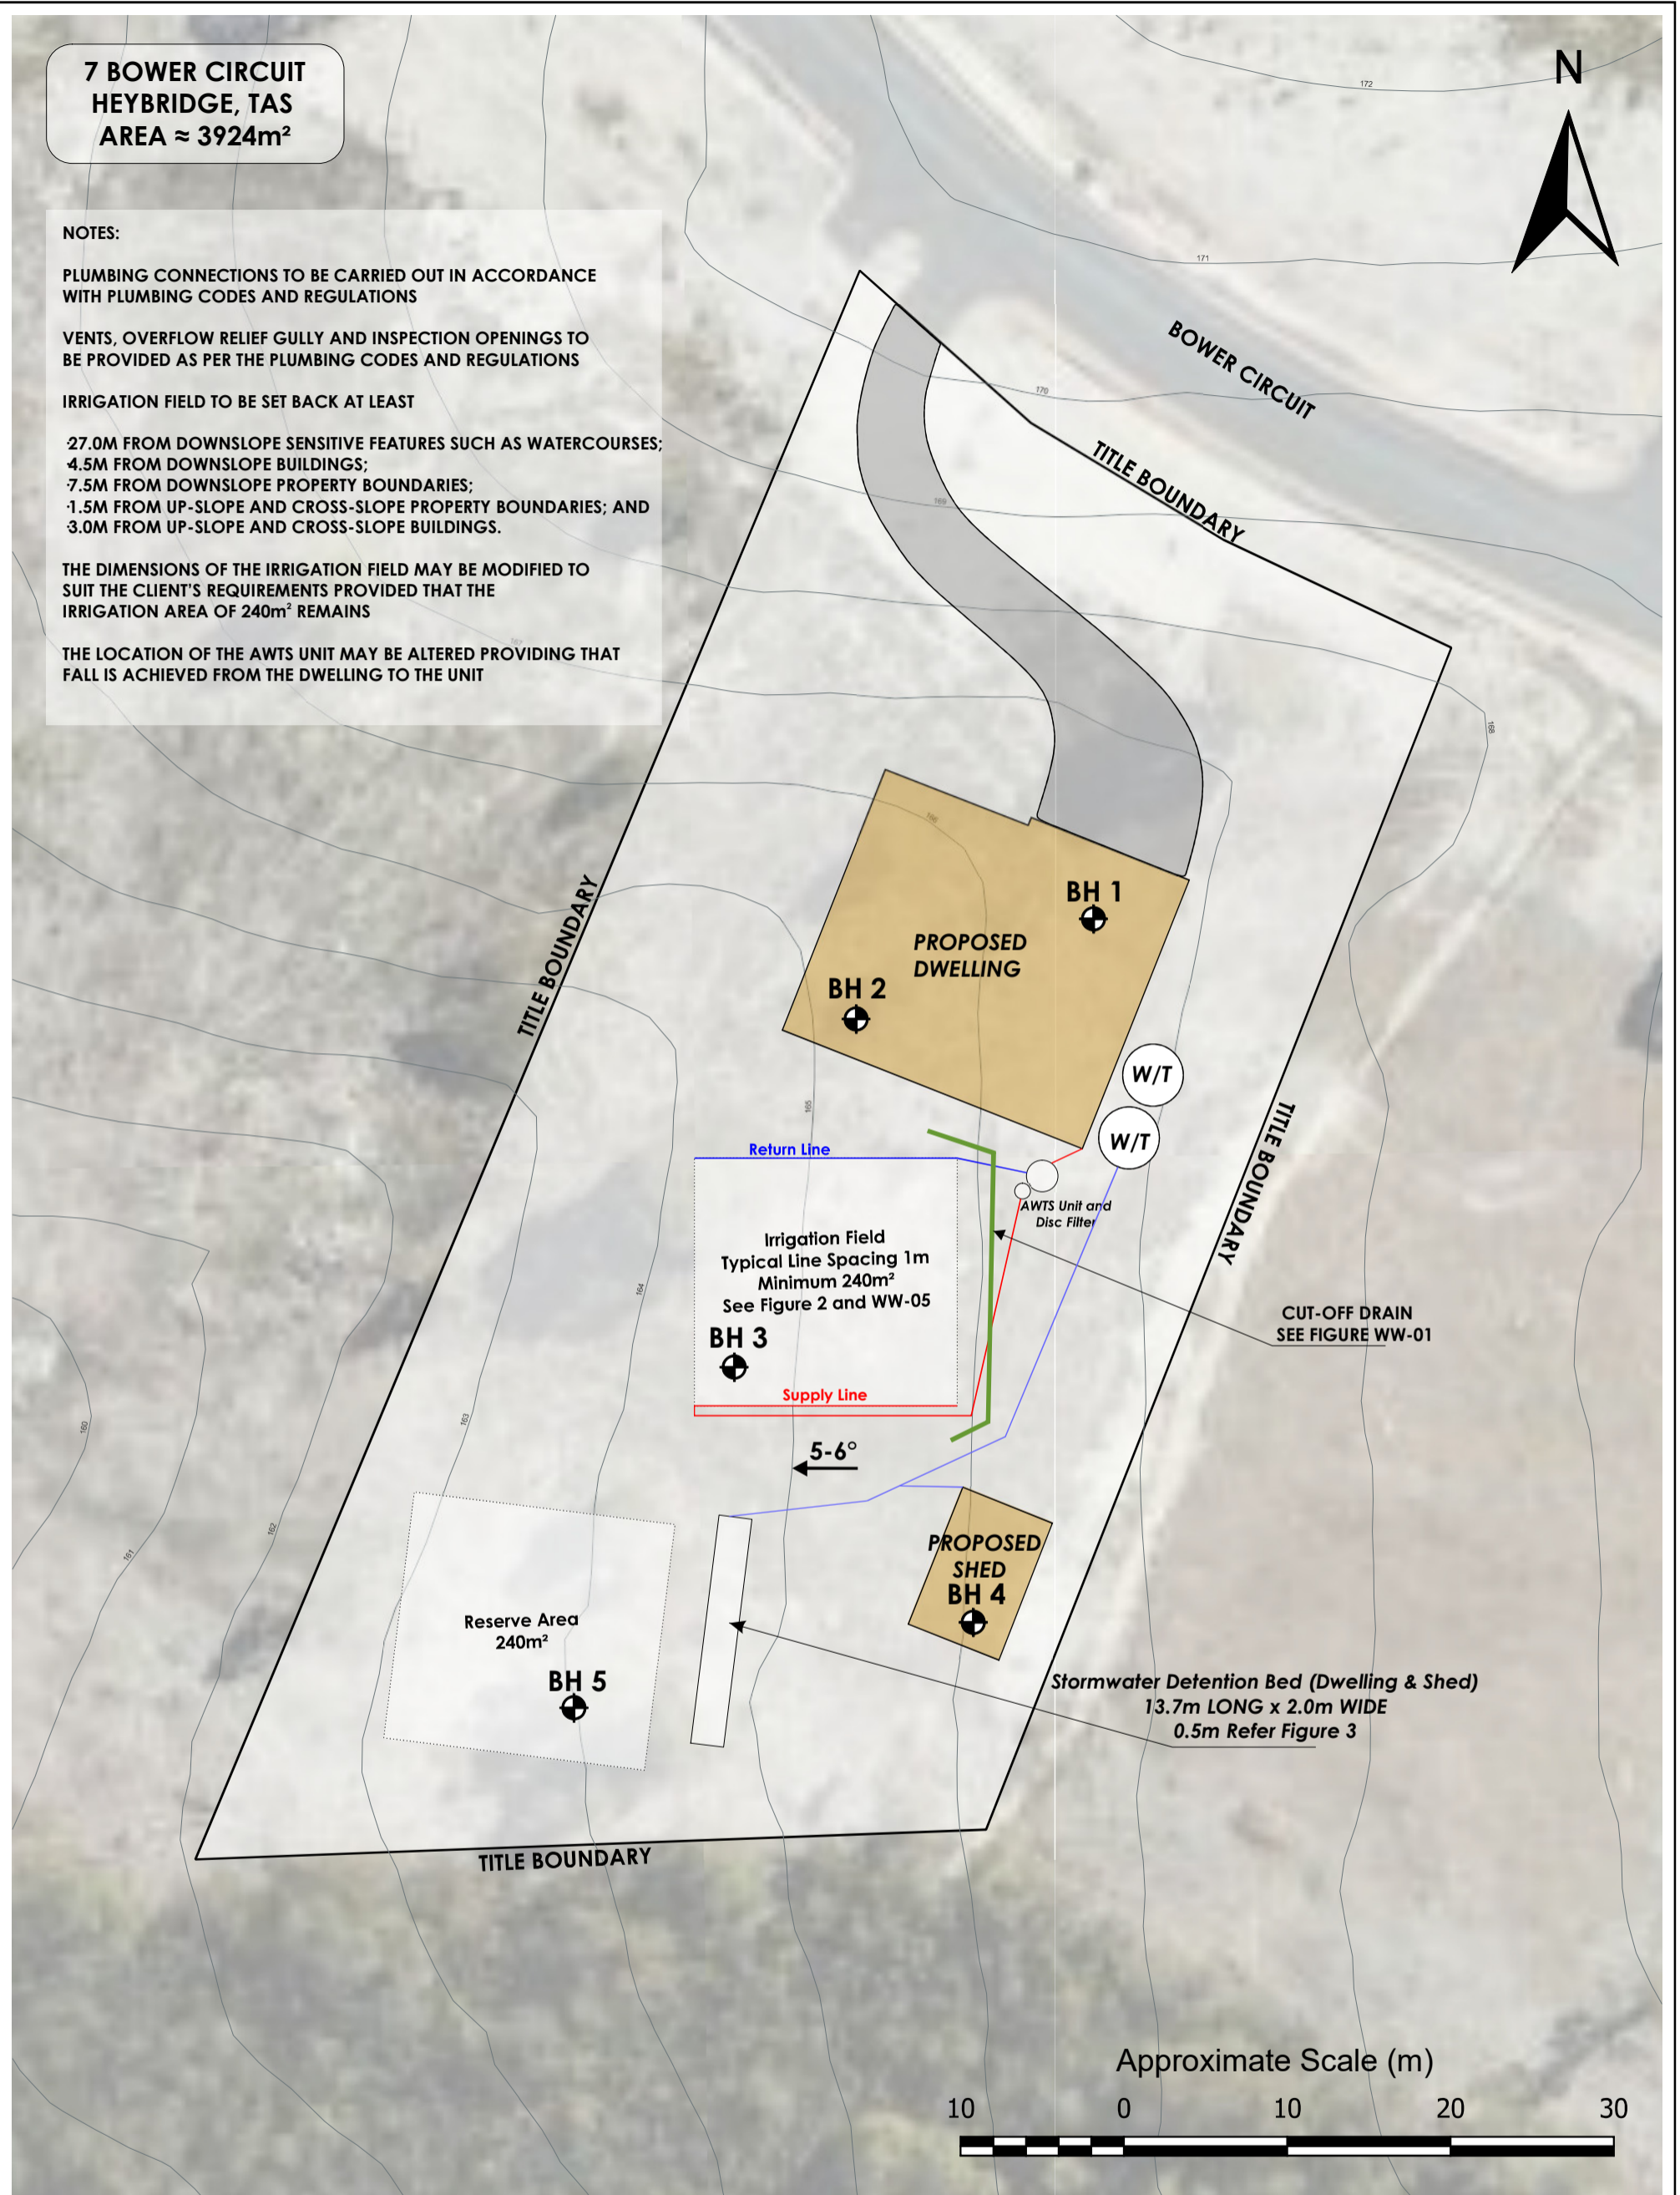 7 BOWER CIRCUIT
HEYBRIDGE, TAS
AREA ≈ 3924m²
N
NOTES:
PLUMBING CONNECTIONS TO BE CARRIED OUT IN ACCORDANCE
WITH PLUMBING CODES AND REGULATIONS
VENTS, OVERFLOW RELIEF GULLY AND INSPECTION OPENINGS TO
BE PROVIDED AS PER THE PLUMBING CODES AND REGULATIONS
IRRIGATION FIELD TO BE SET BACK AT LEAST
·27.0M FROM DOWNSLOPE SENSITIVE FEATURES SUCH AS WATERCOURSES;
·4.5M FROM DOWNSLOPE BUILDINGS;
·7.5M FROM DOWNSLOPE PROPERTY BOUNDARIES;
·1.5M FROM UP-SLOPE AND CROSS-SLOPE PROPERTY BOUNDARIES; AND
·3.0M FROM UP-SLOPE AND CROSS-SLOPE BUILDINGS.
THE DIMENSIONS OF THE IRRIGATION FIELD MAY BE MODIFIED TO
SUIT THE CLIENT'S REQUIREMENTS PROVIDED THAT THE
IRRIGATION AREA OF 240m² REMAINS
THE LOCATION OF THE AWTS UNIT MAY BE ALTERED PROVIDING THAT
FALL IS ACHIEVED FROM THE DWELLING TO THE UNIT
172
171
BOWER CIRCUIT
170
TITLE BOUNDARY
169
167
168
166
BH 1
PROPOSED
DWELLING
BH 2
TITLE BOUNDARY
W/T
W/T
165
TITLE BOUNDARY
Return Line
AWTS Unit and
Disc Filter
Irrigation Field
Typical Line Spacing 1m
Minimum 240m²
See Figure 2 and WW-05
164
BH 3
CUT-OFF DRAIN
SEE FIGURE WW-01
Supply Line
163
160
5-6°
162
161
PROPOSED
SHED
BH 4
Reserve Area
240m²
BH 5
Stormwater Detention Bed (Dwelling & Shed)
13.7m LONG x 2.0m WIDE
0.5m Refer Figure 3
TITLE BOUNDARY
Approximate Scale (m)
10 0 10 20 30